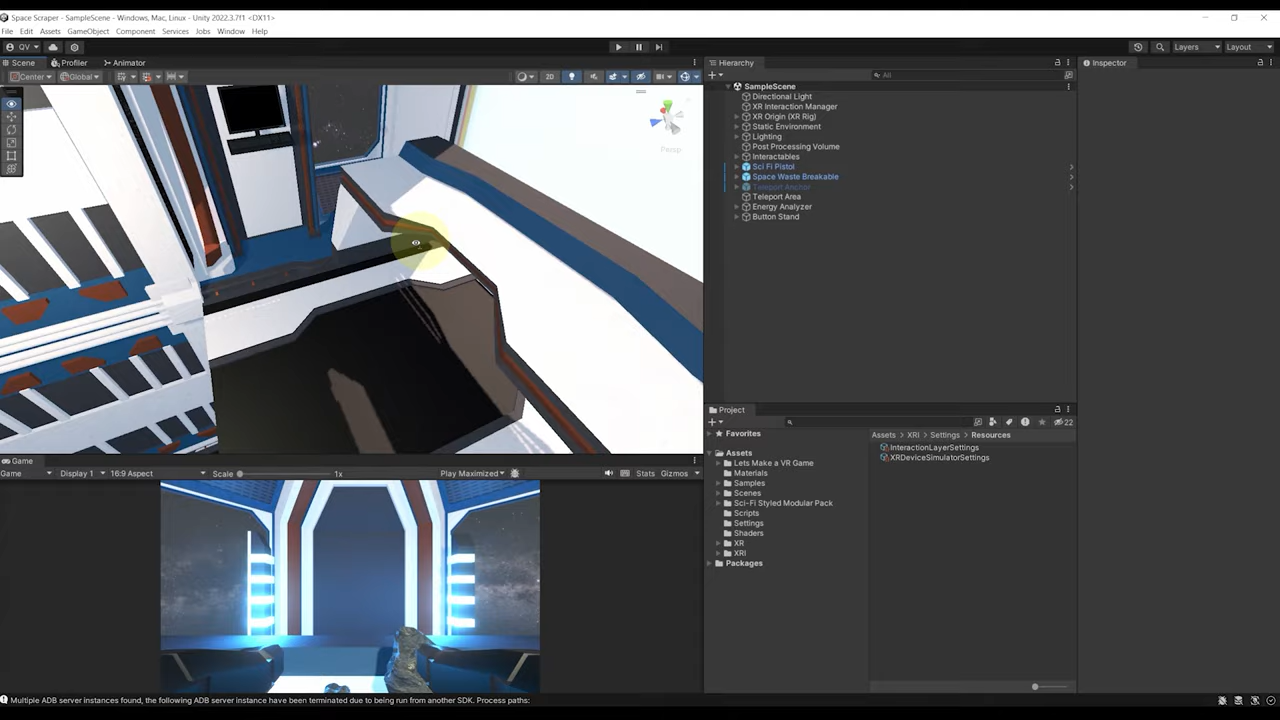 Space Scraper - SampleScene - Windows, Mac, Linux - Unity 2022.3.7f1 <DX11>
File Edit Assets GameObject Component Services Jobs Window Help
QV Layers Layout
Scene Profiler Animator
Center Global 2D
Persp
Hierarchy
All
SampleScene
Directional Light
XR Interaction Manager
XR Origin (XR Rig)
Static Environment
Lighting
Post Processing Volume
Interactables
Sci Fi Pistol
Space Waste Breakable
Teleport Anchor
Teleport Area
Energy Analyzer
Button Stand
Inspector
Project
22
Favorites
Assets
Lets Make a VR Game
Materials
Samples
Scenes
Sci-Fi Styled Modular Pack
Scripts
Settings
Shaders
XR
XRI
Packages
Assets XRI Settings Resources
InteractionLayerSettings
XRDeviceSimulatorSettings
Game
Game Display 1 16:9 Aspect Scale 1x Play Maximized Stats Gizmos
Multiple ADB server instances found, the following ADB server instance have been terminated due to being run from another SDK. Process paths: